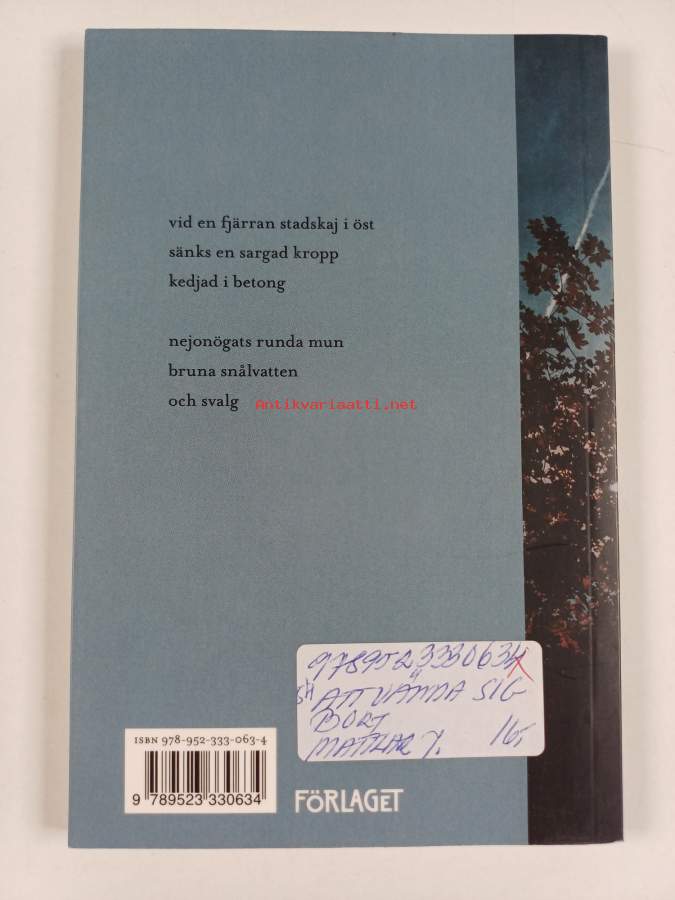 vid en fjärran stadskaj i öst
sänks en sargad kropp
kedjad i betong
nejonögats runda mun
bruna snålvatten
och svalg
Antikvariaatti.net
9789523330634
ATT VÄNDA SIG
BORT
16,-
ISBN 978-952-333-063-4
9 789523 330634
FÖRLAGET